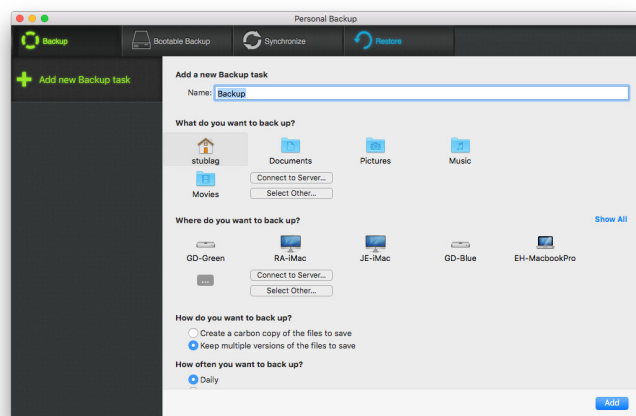 Personal Backup
Backup
Bootable Backup
Synchronize
Restore
Add new Backup task
Add a new Backup task
Name: Backup
What do you want to back up?
stublag
Documents
Pictures
Music
Movies
Connect to Server...
Select Other...
Where do you want to back up?
Show All
GD-Green
RA-iMac
JE-iMac
GD-Blue
EH-MacbookPro
...
Connect to Server...
Select Other...
How do you want to back up?
Create a carbon copy of the files to save
Keep multiple versions of the files to save
How often you want to back up?
Daily
Add